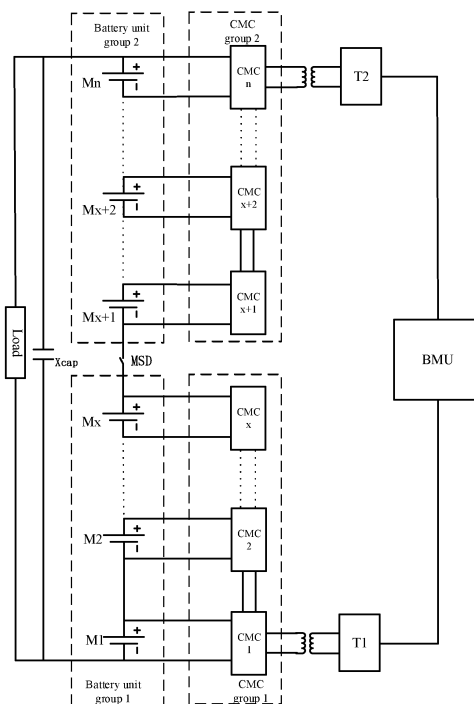 Battery unit
group 2
CMC
group 2
Mn
+
-
CMC
n
T2
Mx+2
+
-
CMC
x+2
Mx+1
+
-
CMC
x+1
Load
Xcap
MSD
BMU
Mx
+
-
CMC
x
M2
+
-
CMC
2
M1
+
-
CMC
1
T1
Battery unit
group 1
CMC
group 1